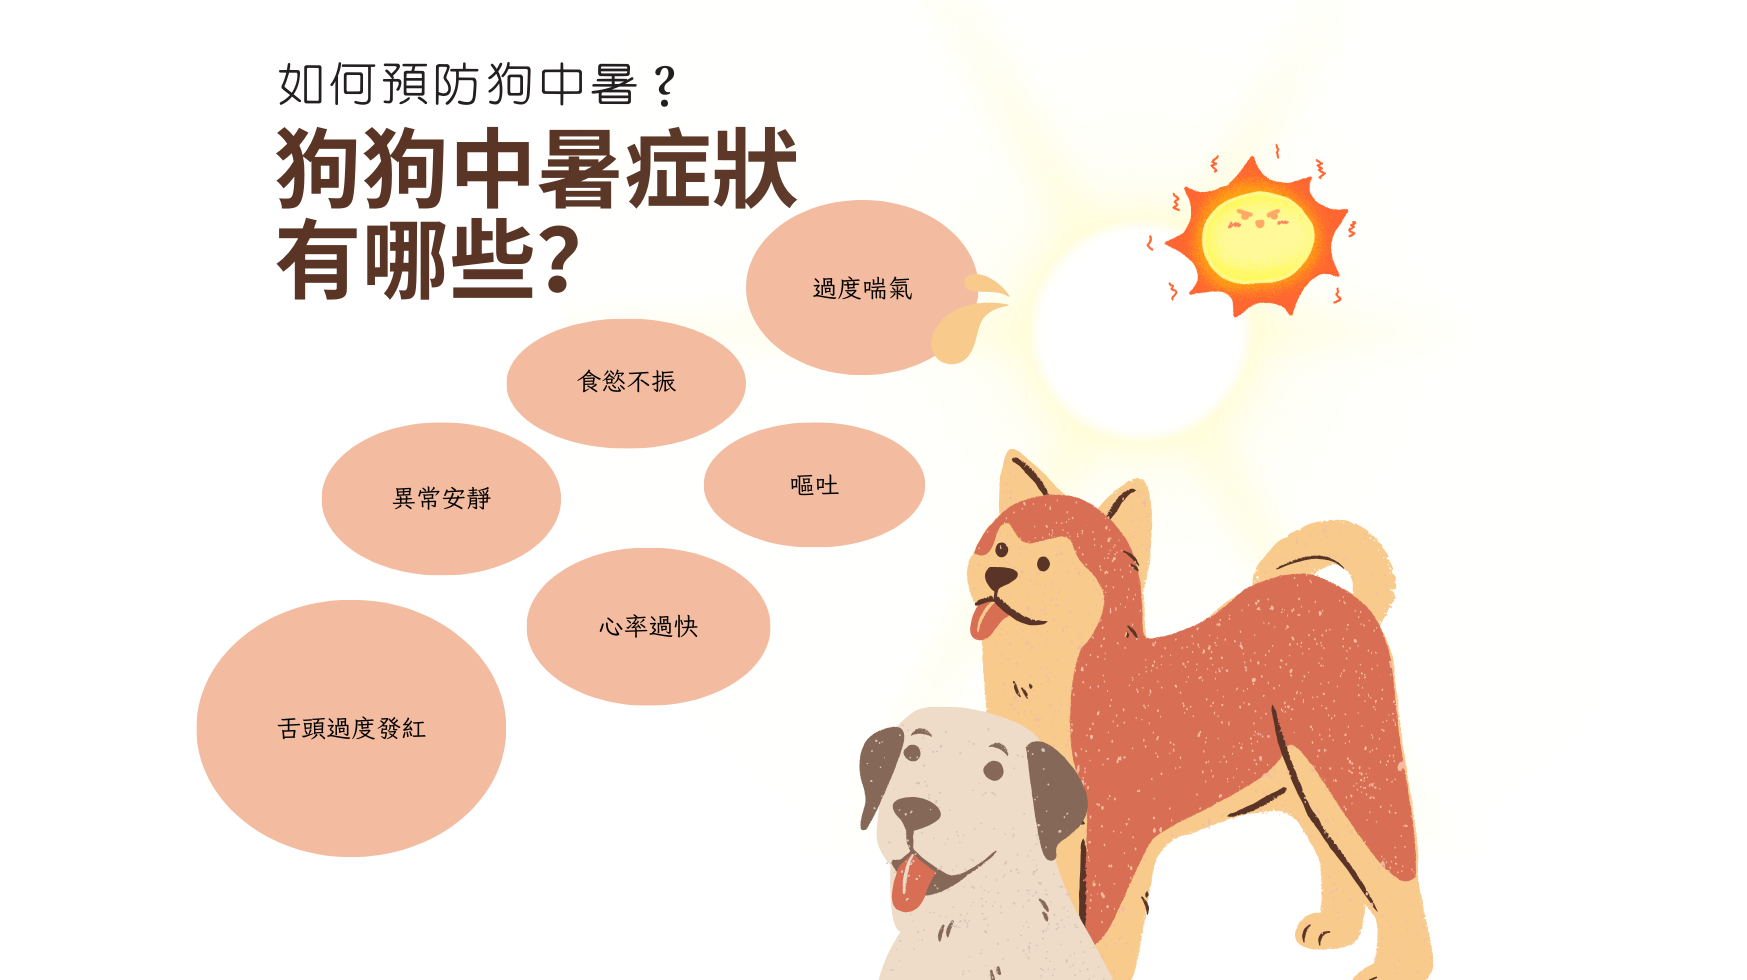 如何預防狗中暑？
狗狗中暑症狀
有哪些？
過度喘氣
食慾不振
異常安靜
嘔吐
心率過快
舌頭過度發紅